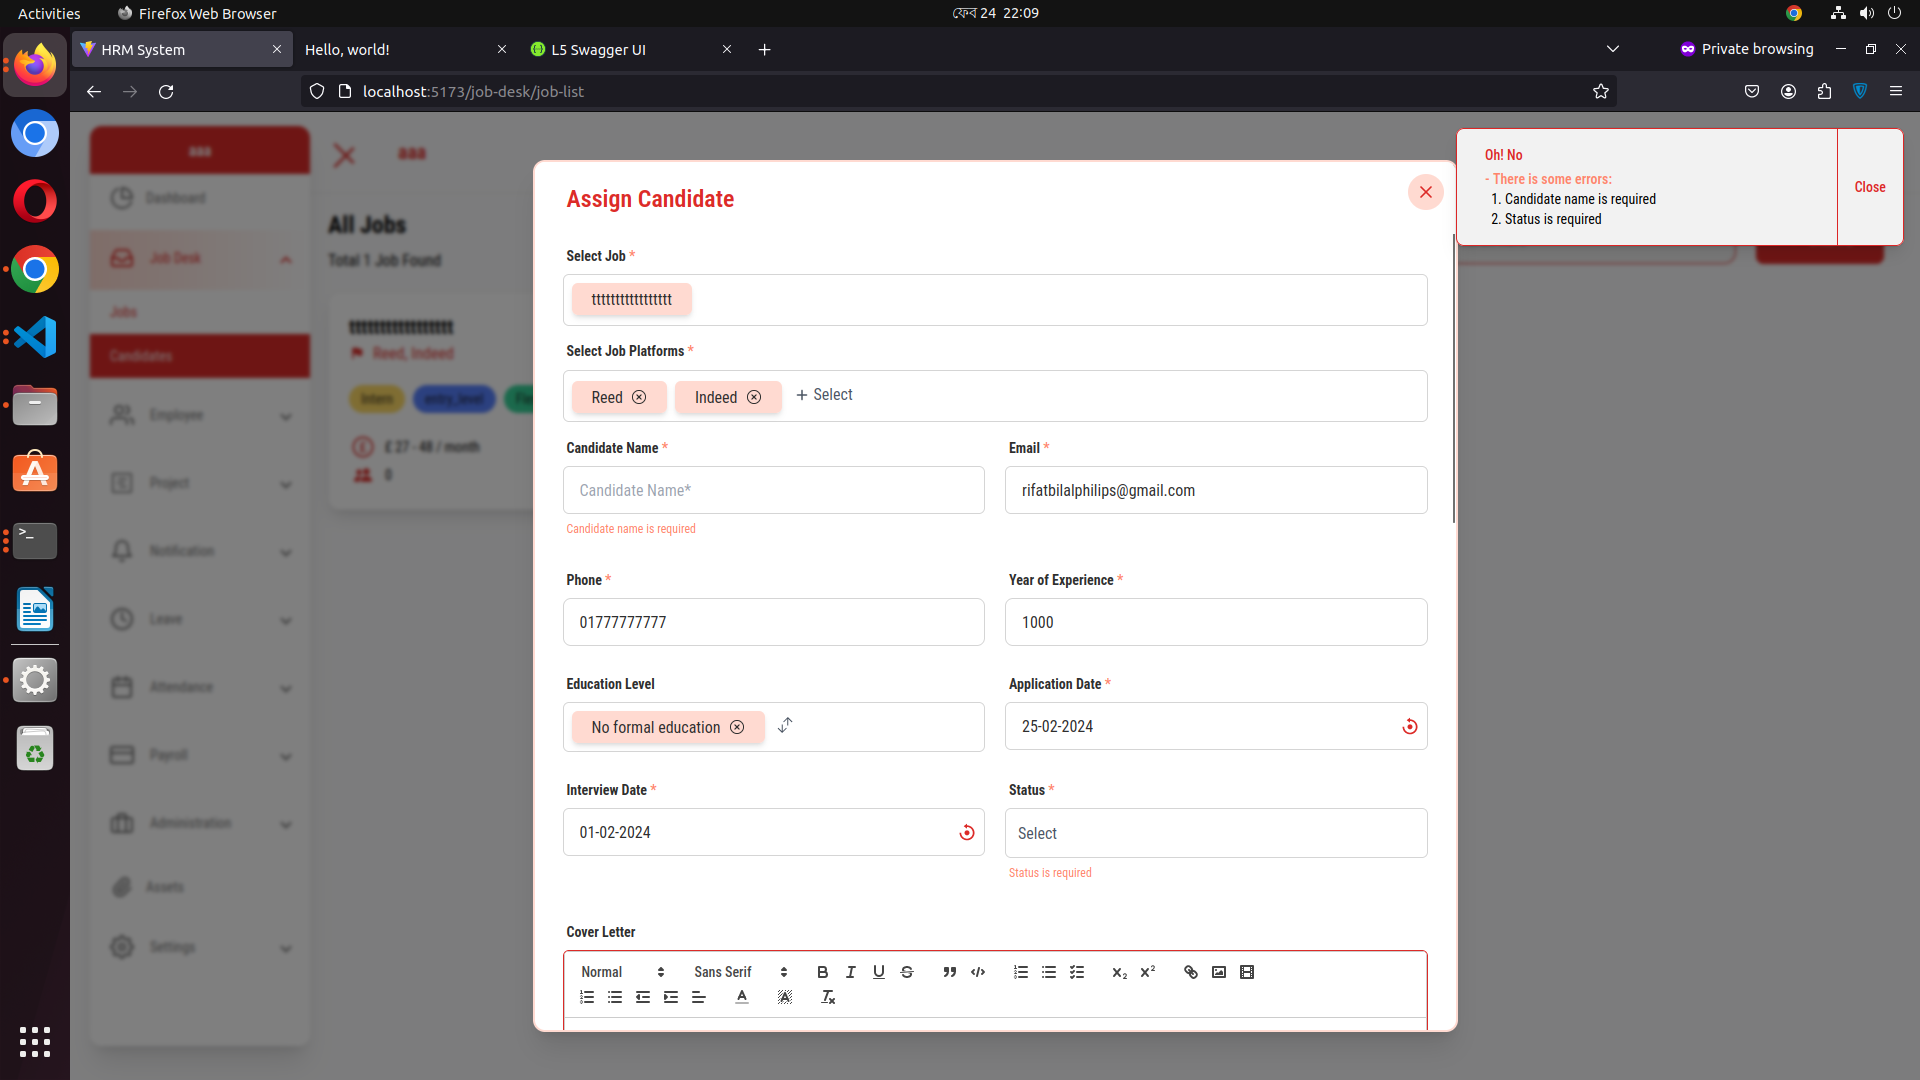 Activities
Firefox Web Browser
ফেব 24 22:09
HRM System
Hello, world!
L5 Swagger UI
Private browsing
localhost:5173/job-desk/job-list
aaa
Dashboard
Job Desk
Jobs
Candidates
Employee
Project
Notification
Leave
Attendance
Payroll
Administration
Assets
Settings
aaa
All Jobs
Total 1 Job Found
ttttttttttttttttt
Reed, Indeed
Intern
entry_level
£ 27 - 48 / month
0
Assign Candidate
Select Job *
ttttttttttttttttt
Select Job Platforms *
Reed
Indeed
+ Select
Candidate Name *
Candidate Name*
Candidate name is required
Email *
rifatbilalphilips@gmail.com
Phone *
01777777777
Year of Experience *
1000
Education Level
No formal education
Application Date *
25-02-2024
Interview Date *
01-02-2024
Status *
Select
Status is required
Cover Letter
Normal
Sans Serif
Oh! No
- There is some errors:
1. Candidate name is required
2. Status is required
Close